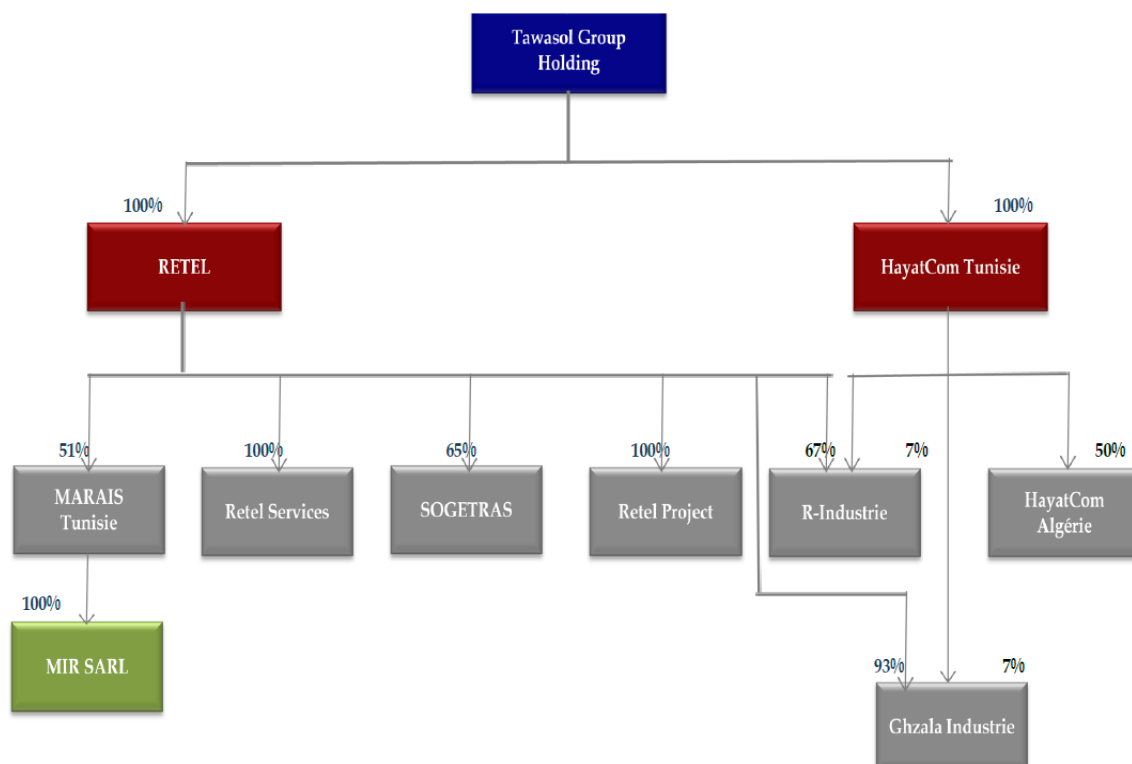 Tawasol Group
Holding
100%
100%
RETEL
HayatCom Tunisie
51%
100%
65%
100%
67%
7%
50%
MARAIS
Tunisie
Retel Services
SOGETRAS
Retel Project
R-Industrie
HayatCom
Algérie
100%
MIR SARL
93%
7%
Ghzala Industrie